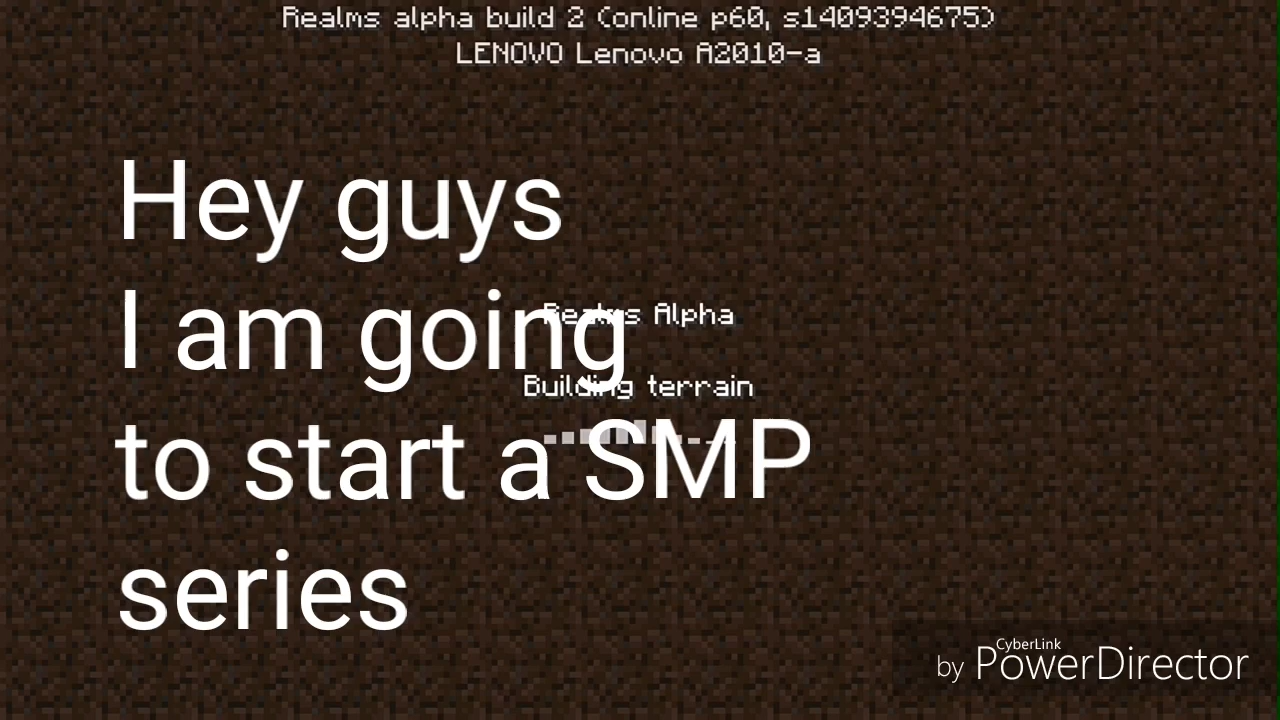 Realms alpha build 2 (online p60, s1409394675)
LENOVO Lenovo A2010-a
Hey guys
I am going
Realms Alpha
Building terrain
to start a SMP
series
CyberLink
by PowerDirector